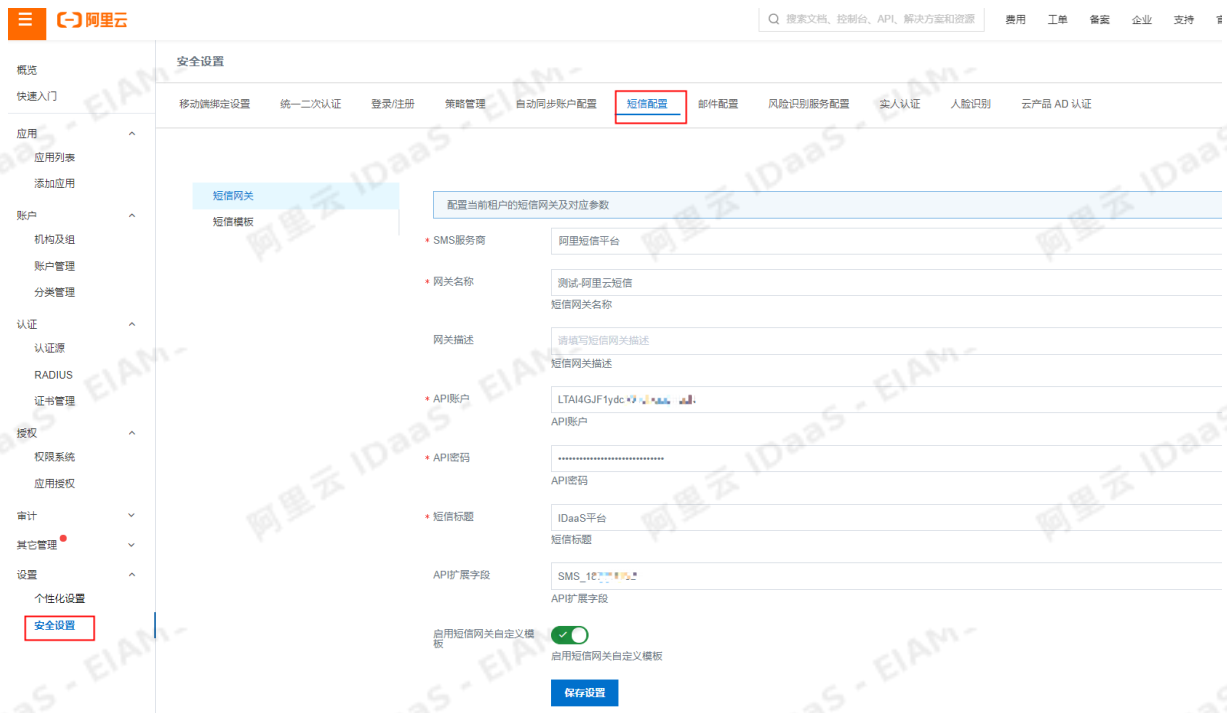 阿里云
搜索文档、控制台、API、解决方案和资源
费用 工单 备案 企业 支持
概览
快速入门
应用
应用列表
添加应用
账户
机构及组
账户管理
分类管理
认证
认证源
RADIUS
证书管理
授权
权限系统
应用授权
审计
其它管理
设置
个性化设置
安全设置
安全设置
移动端绑定设置 统一二次认证 登录/注册 策略管理 自动同步账户配置 短信配置 邮件配置 风险识别服务配置 实人认证 人脸识别 云产品 AD 认证
短信网关
短信模板
配置当前租户的短信网关及对应参数
* SMS服务商 阿里短信平台
* 网关名称 测试-阿里云短信
短信网关名称
网关描述 请填写短信网关描述
短信网关描述
* API账户 LTAI4GJF1ydc
API账户
* API密码 ••••••••••••••••••••••••••••••
API密码
* 短信标题 IDaaS平台
短信标题
API扩展字段 SMS_18
API扩展字段
启用短信网关自定义模
板
启用短信网关自定义模板
保存设置
阿里云 IDaaS - EIAM